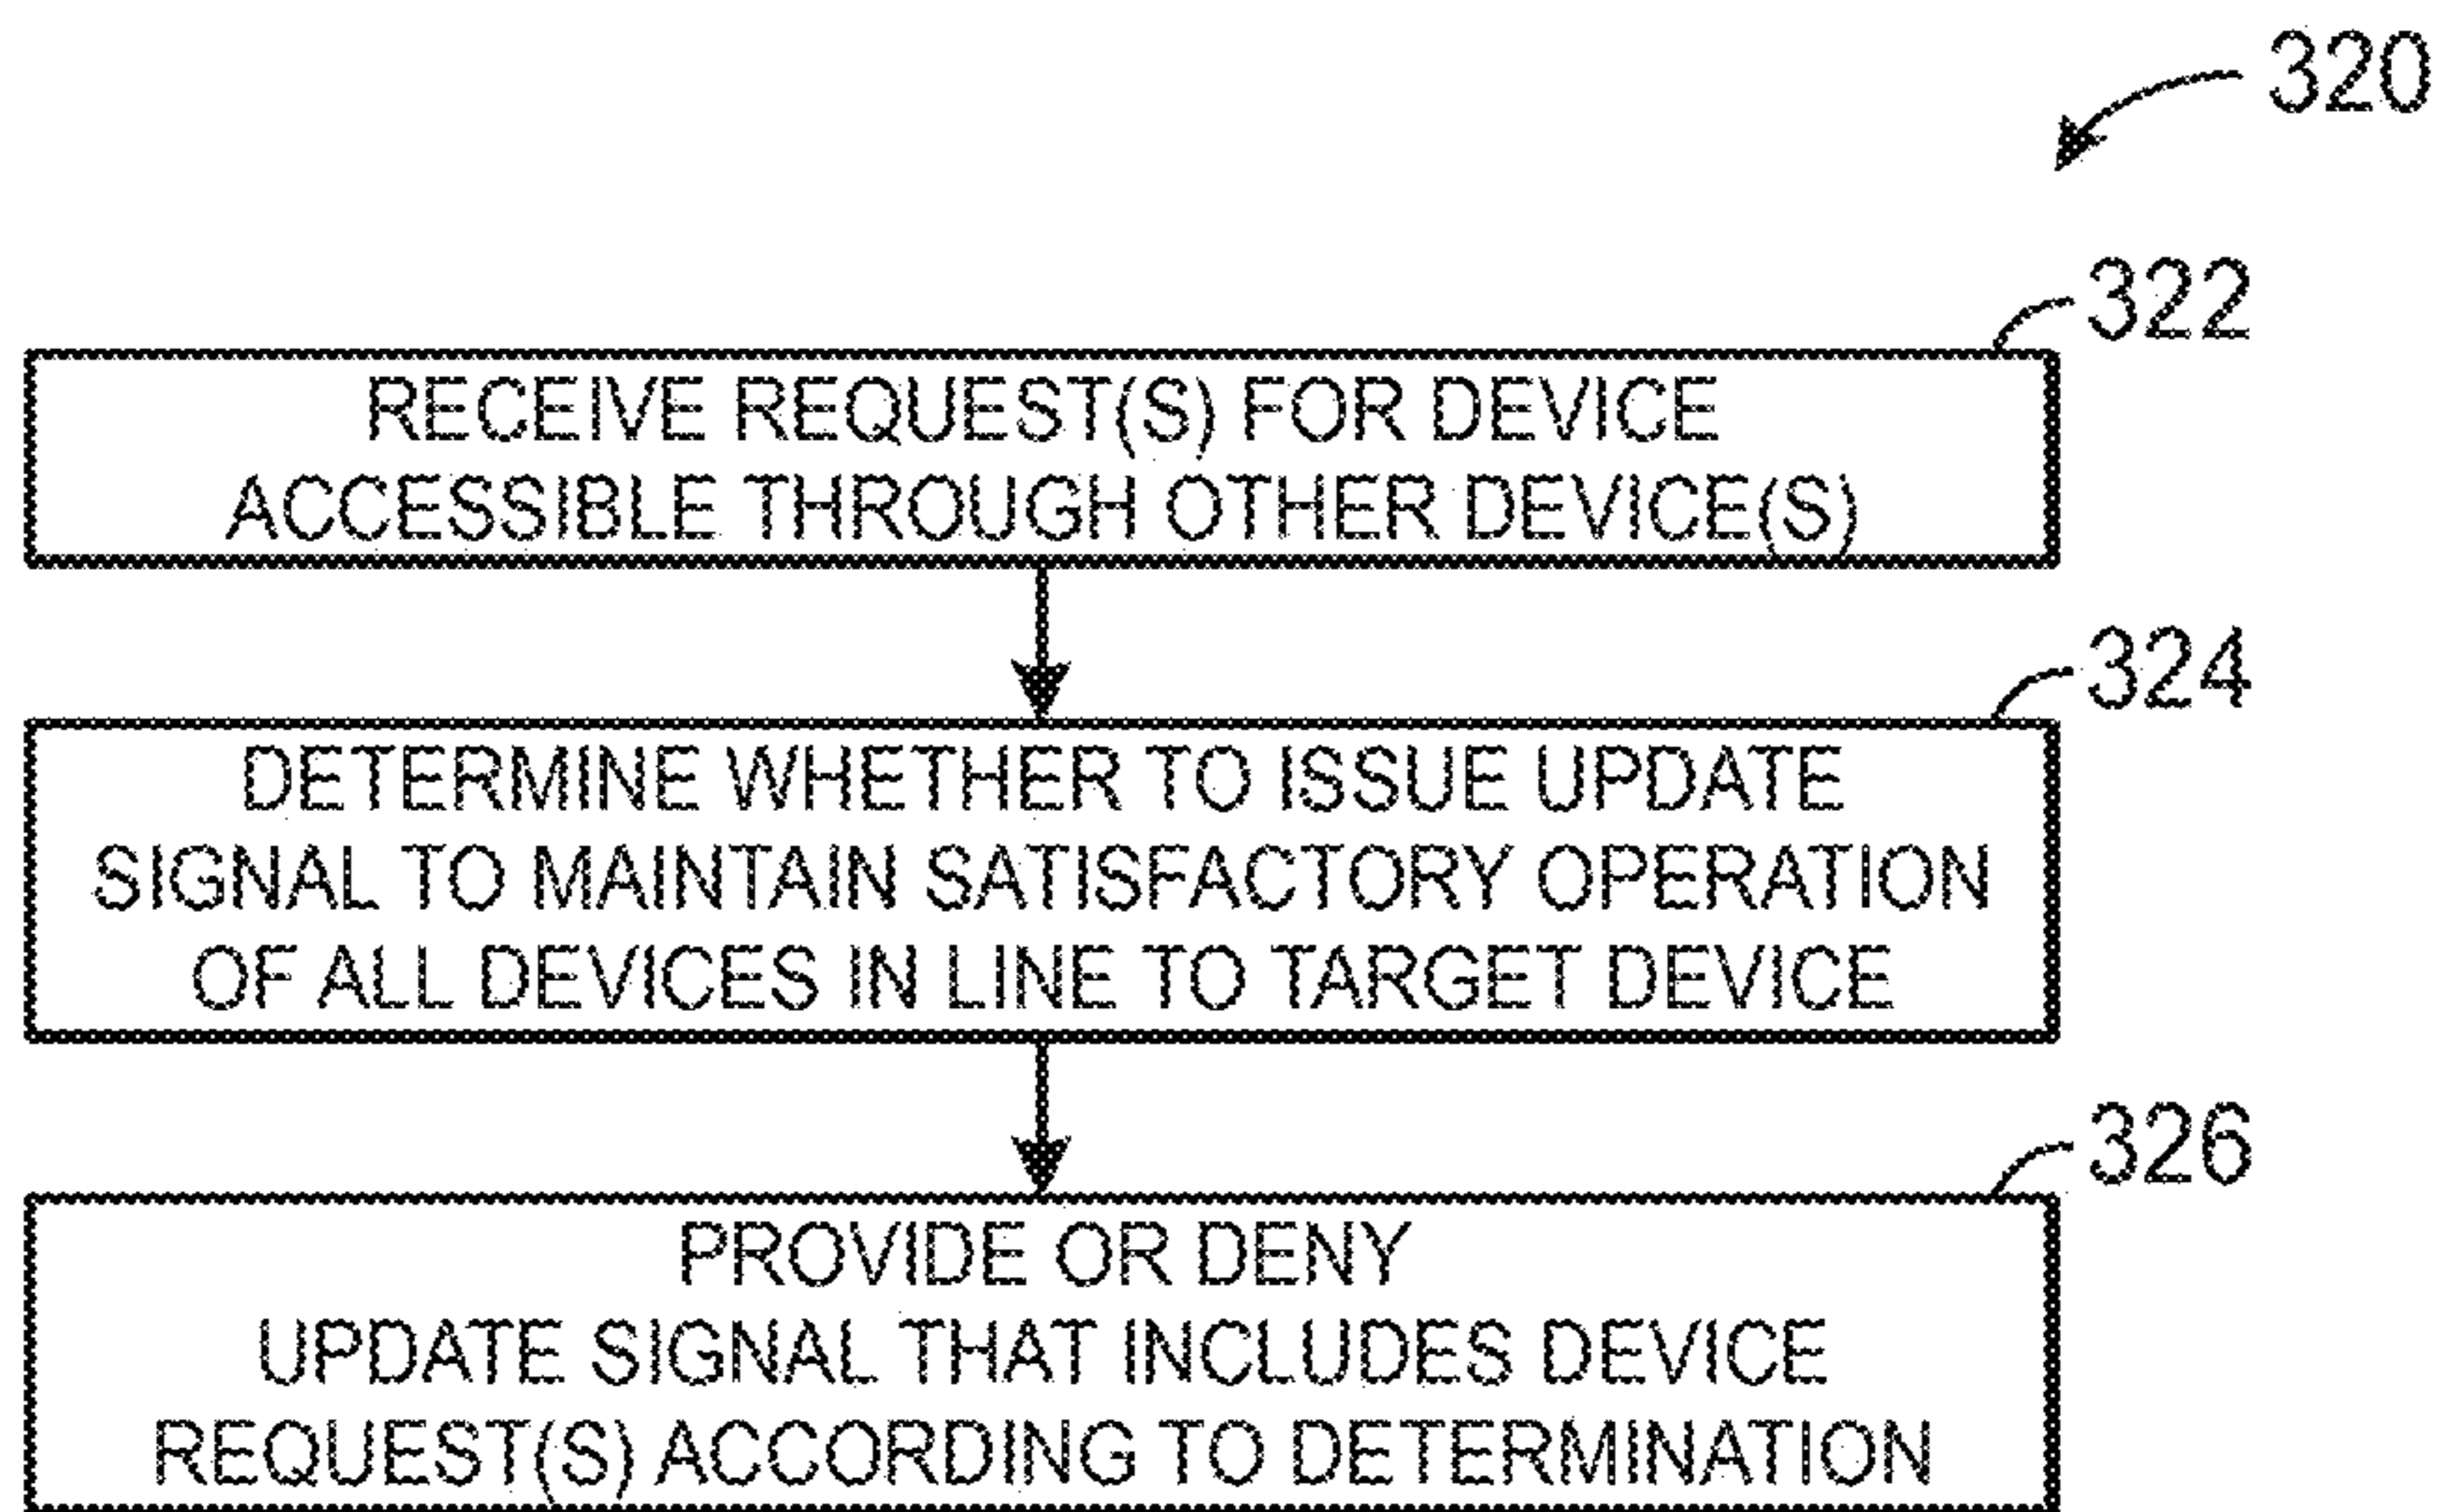 320
322
RECEIVE REQUEST(S) FOR DEVICE
ACCESSIBLE THROUGH OTHER DEVICE(S)
324
DETERMINE WHETHER TO ISSUE UPDATE
SIGNAL TO MAINTAIN SATISFACTORY OPERATION
OF ALL DEVICES IN LINE TO TARGET DEVICE
326
PROVIDE OR DENY
UPDATE SIGNAL THAT INCLUDES DEVICE
REQUEST(S) ACCORDING TO DETERMINATION